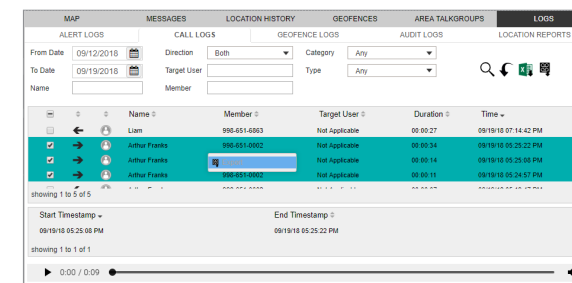 MAP MESSAGES LOCATION HISTORY GEOFENCES AREA TALKGROUPS LOGS
ALERT LOGS CALL LOGS GEOFENCE LOGS AUDIT LOGS LOCATION REPORTS
From Date 09/12/2018 Direction Both Category Any
To Date 09/19/2018 Target User Type Any
Name Member
Name Member Target User Duration Time
Liam 998-651-6863 Not Applicable 00:00:27 09/19/18 07:14:42 PM
Arthur Franks 998-651-0002 Not Applicable 00:00:34 09/19/18 05:25:22 PM
Arthur Franks 998-651-0002 Not Applicable 00:00:14 09/19/18 05:25:08 PM
Arthur Franks 998-651-0002 Not Applicable 00:00:11 09/19/18 05:24:57 PM
showing 1 to 5 of 5
Start Timestamp End Timestamp
09/19/18 05:25:08 PM 09/19/18 05:25:22 PM
showing 1 to 1 of 1
0:00 / 0:09